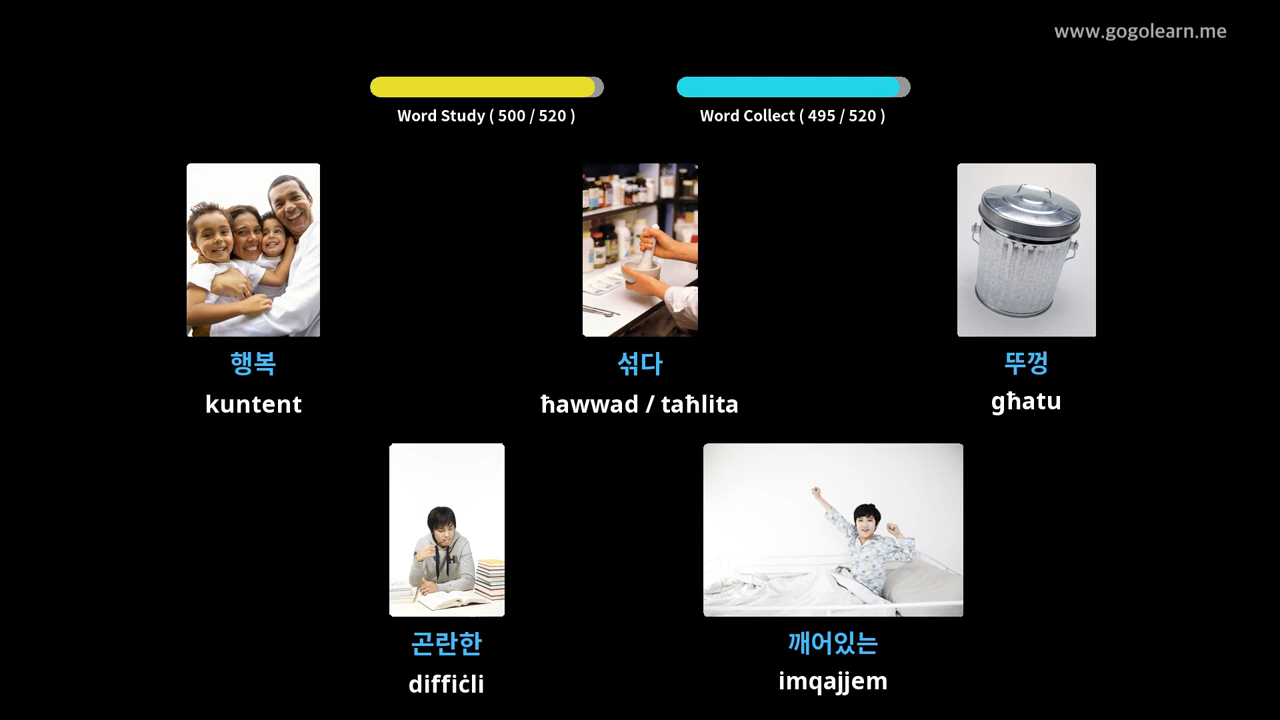 www.gogolearn.me
Word Study ( 500 / 520 )
Word Collect ( 495 / 520 )
행복
kuntent
섞다
ħawwad / taħlita
뚜껑
għatu
곤란한
diffiċli
깨어있는
imqajjem